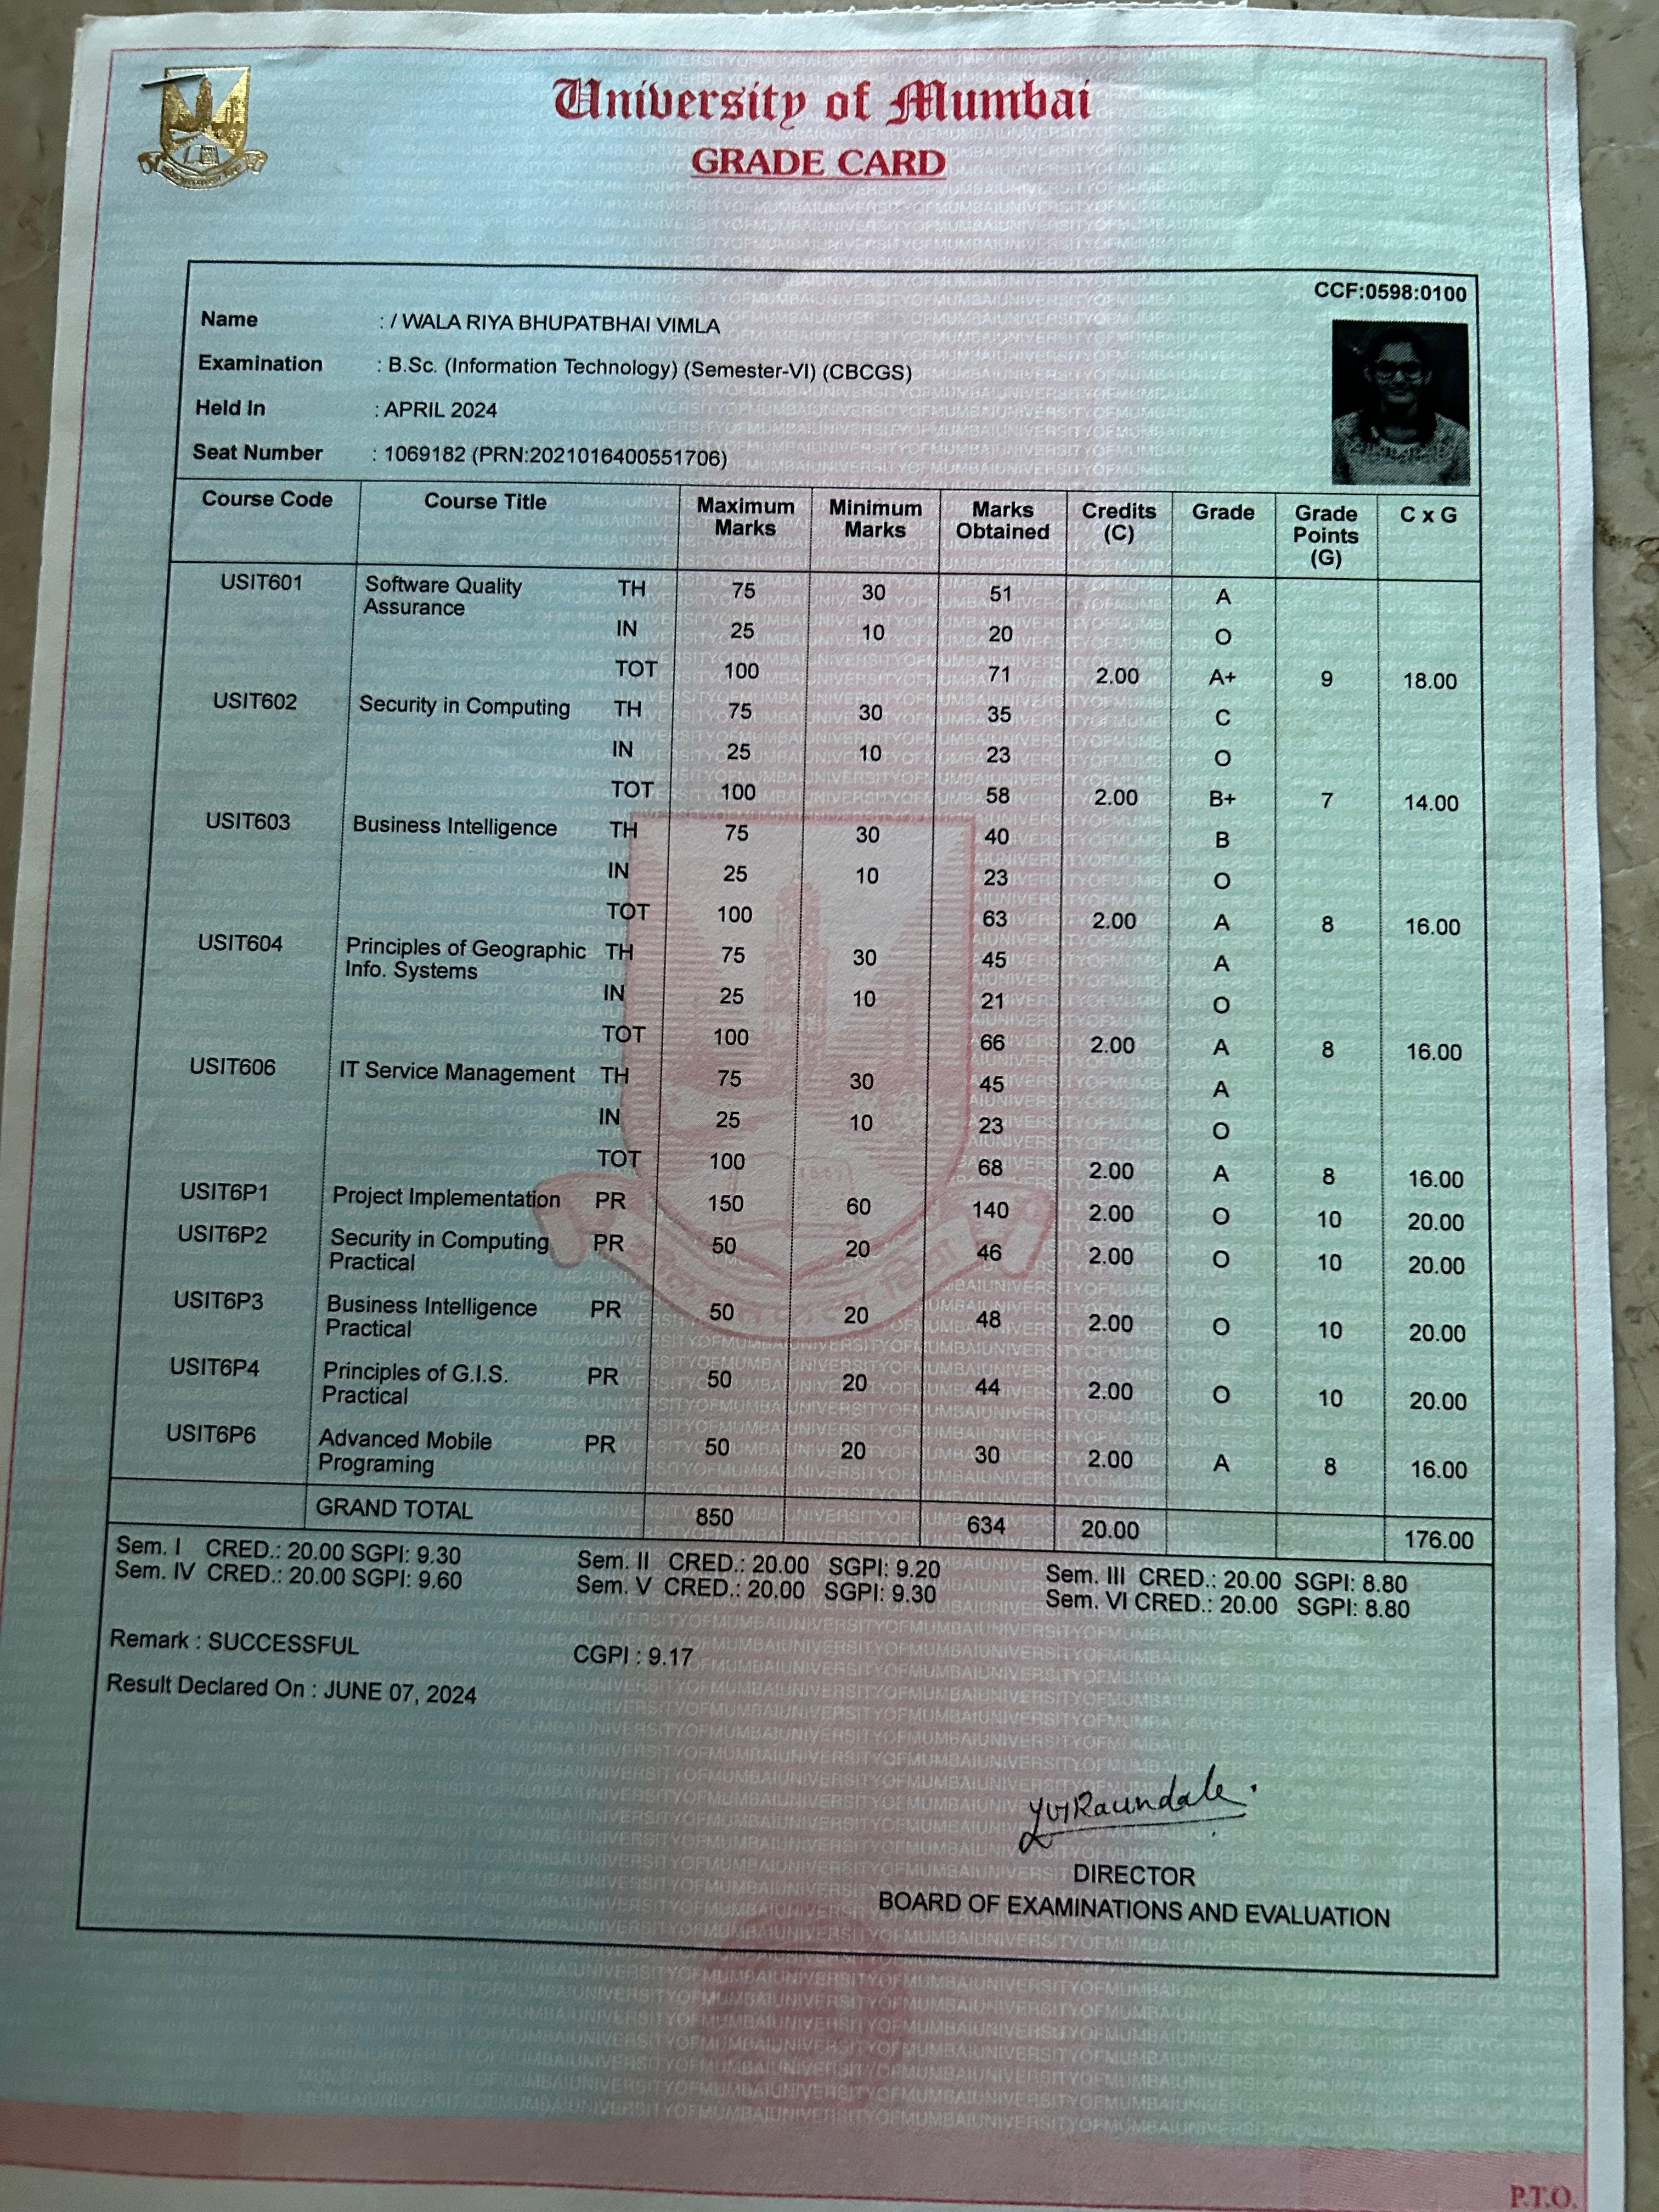 University of Mumbai
GRADE CARD
CCF:0598:0100
Name : / WALA RIYA BHUPATBHAI VIMLA
Examination : B.Sc. (Information Technology) (Semester-VI) (CBCGS)
Held In : APRIL 2024
Seat Number : 1069182 (PRN:2021016400551706)
Course Code Course Title Maximum Marks Minimum Marks Marks Obtained Credits (C) Grade Grade Points (G) C x G
USIT601 Software Quality Assurance TH 75 30 51 A
IN 25 10 20 O
TOT 100 71 2.00 A+ 9 18.00
USIT602 Security in Computing TH 75 30 35 C
IN 25 10 23 O
TOT 100 58 2.00 B+ 7 14.00
USIT603 Business Intelligence TH 75 30 40 B
IN 25 10 23 O
TOT 100 63 2.00 A 8 16.00
USIT604 Principles of Geographic Info. Systems TH 75 30 45 A
IN 25 10 21 O
TOT 100 66 2.00 A 8 16.00
USIT606 IT Service Management TH 75 30 45 A
IN 25 10 23 O
TOT 100 68 2.00 A 8 16.00
USIT6P1 Project Implementation PR 150 60 140 2.00 O 10 20.00
USIT6P2 Security in Computing Practical PR 50 20 46 2.00 O 10 20.00
USIT6P3 Business Intelligence Practical PR 50 20 48 2.00 O 10 20.00
USIT6P4 Principles of G.I.S. Practical PR 50 20 44 2.00 O 10 20.00
USIT6P6 Advanced Mobile Programing PR 50 20 30 2.00 A 8 16.00
GRAND TOTAL 850 634 20.00 176.00
Sem. I CRED.: 20.00 SGPI: 9.30 Sem. II CRED.: 20.00 SGPI: 9.20 Sem. III CRED.: 20.00 SGPI: 8.80
Sem. IV CRED.: 20.00 SGPI: 9.60 Sem. V CRED.: 20.00 SGPI: 9.30 Sem. VI CRED.: 20.00 SGPI: 8.80
Remark : SUCCESSFUL CGPI : 9.17
Result Declared On : JUNE 07, 2024
DIRECTOR
BOARD OF EXAMINATIONS AND EVALUATION
P.T.O.